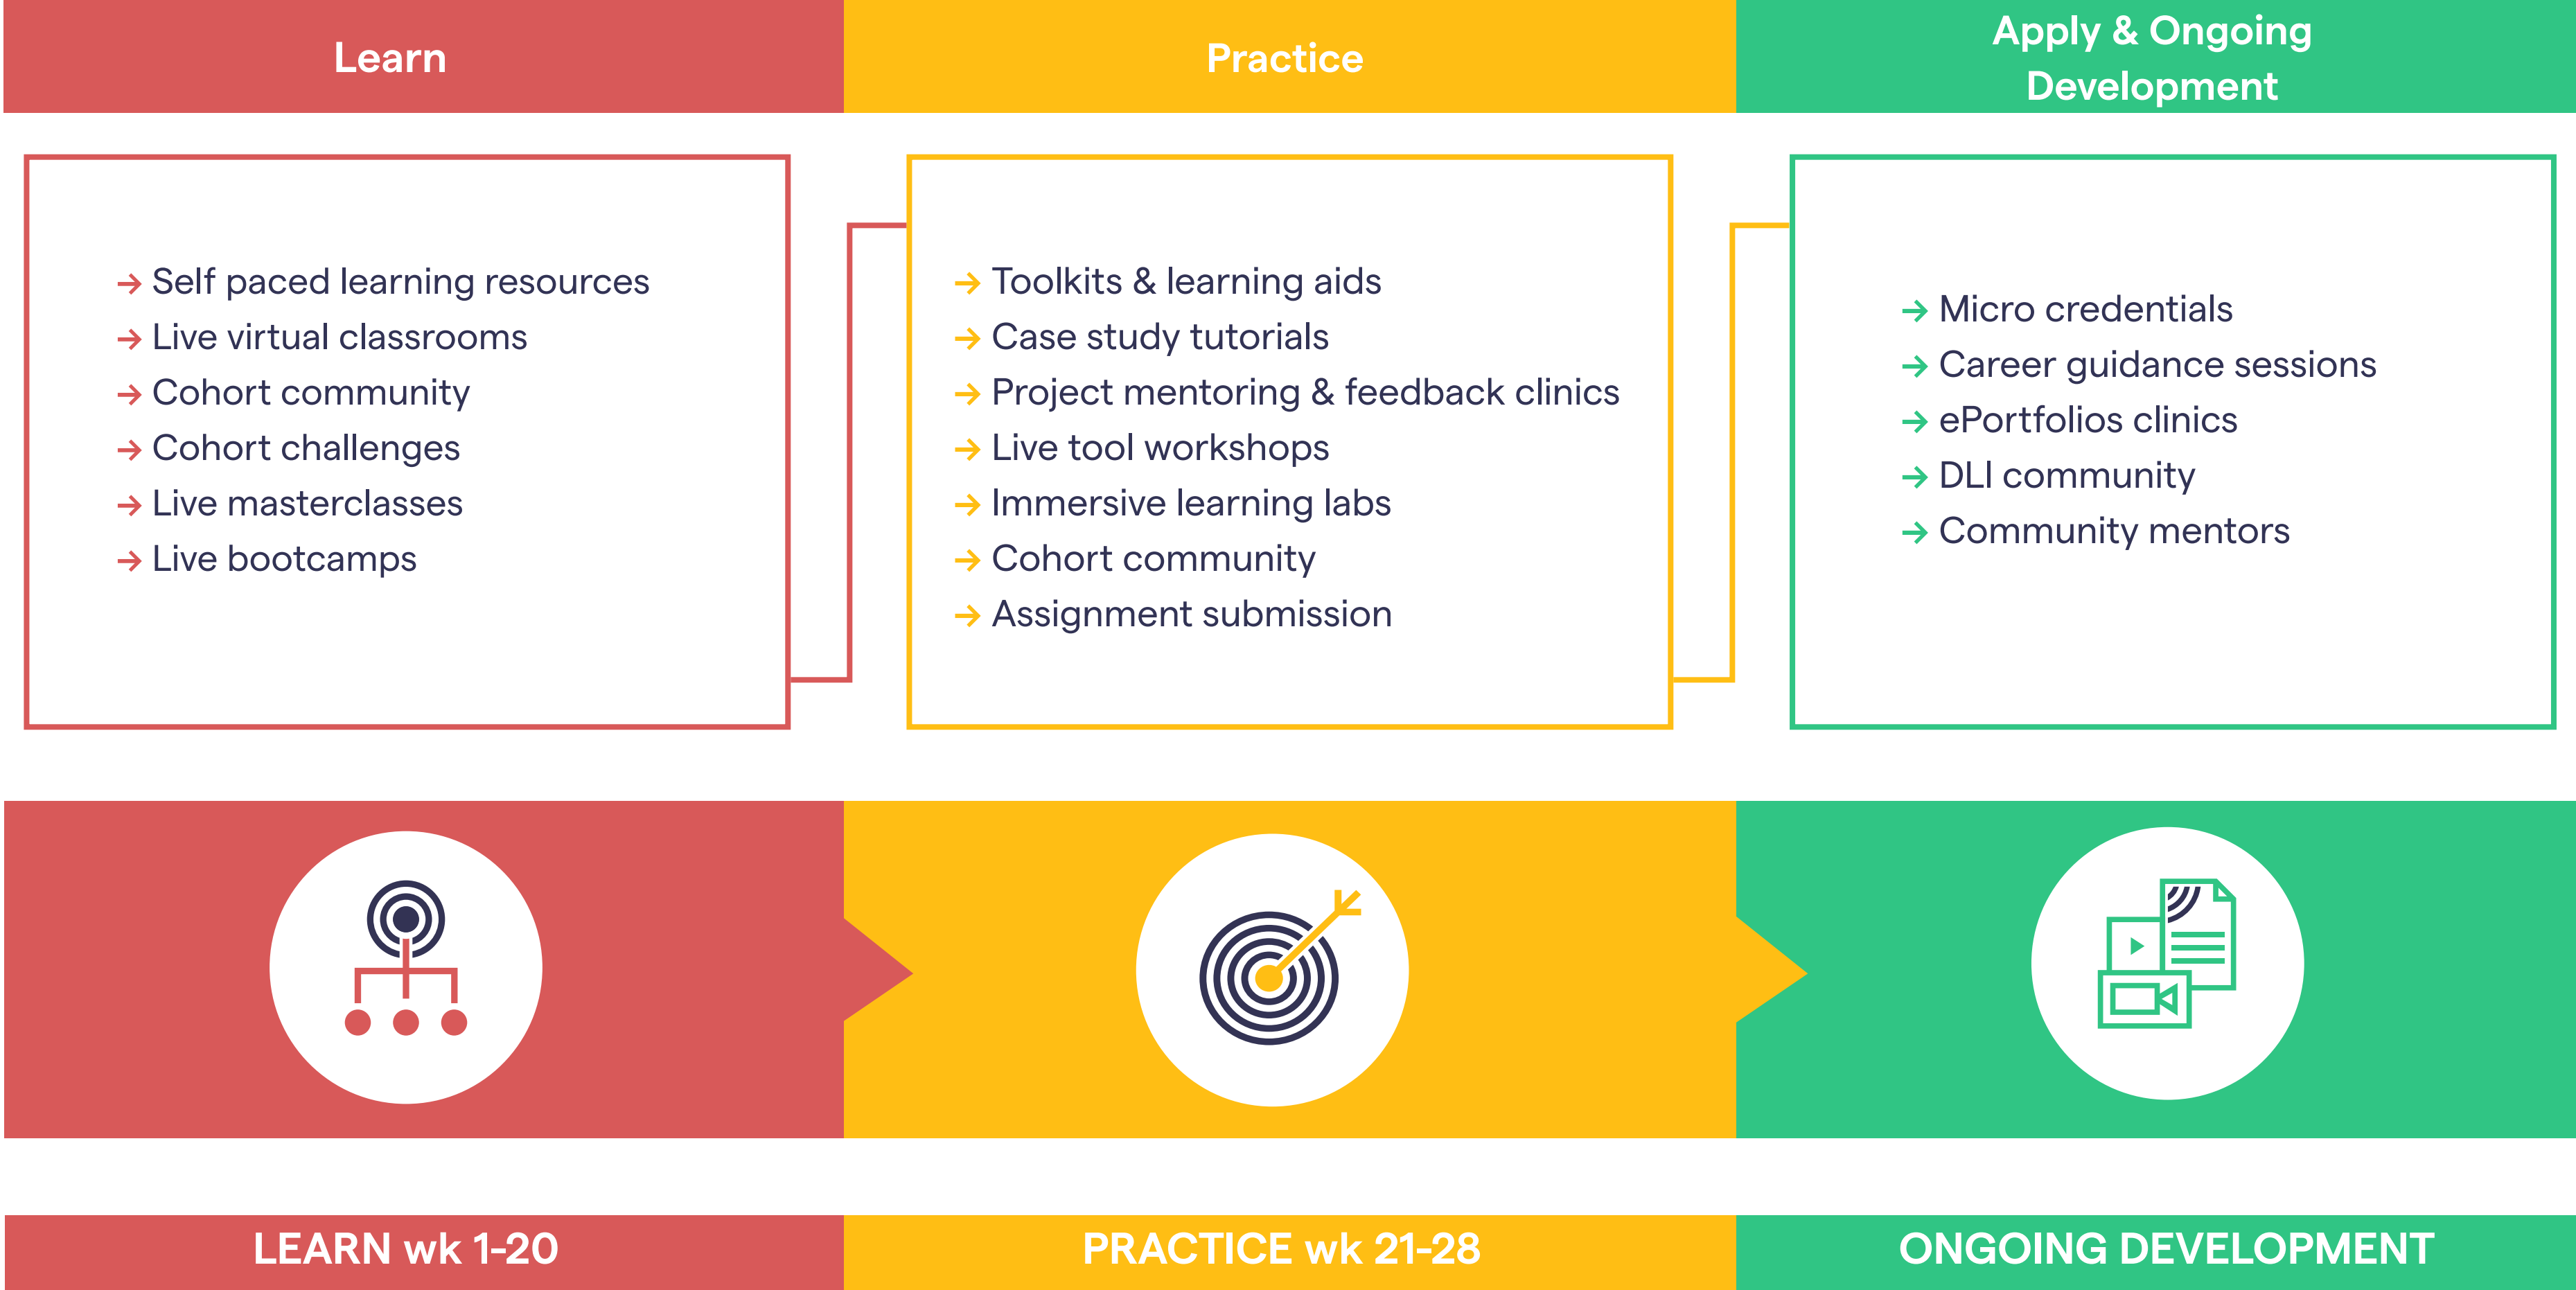 Learn
Practice
Apply & Ongoing
Development
Self paced learning resources
Live virtual classrooms
Cohort community
Cohort challenges
Live masterclasses
Live bootcamps
Toolkits & learning aids
Case study tutorials
Project mentoring & feedback clinics
Live tool workshops
Immersive learning labs
Cohort community
Assignment submission
Micro credentials
Career guidance sessions
ePortfolios clinics
DLI community
Community mentors
LEARN wk 1-20
PRACTICE wk 21-28
ONGOING DEVELOPMENT